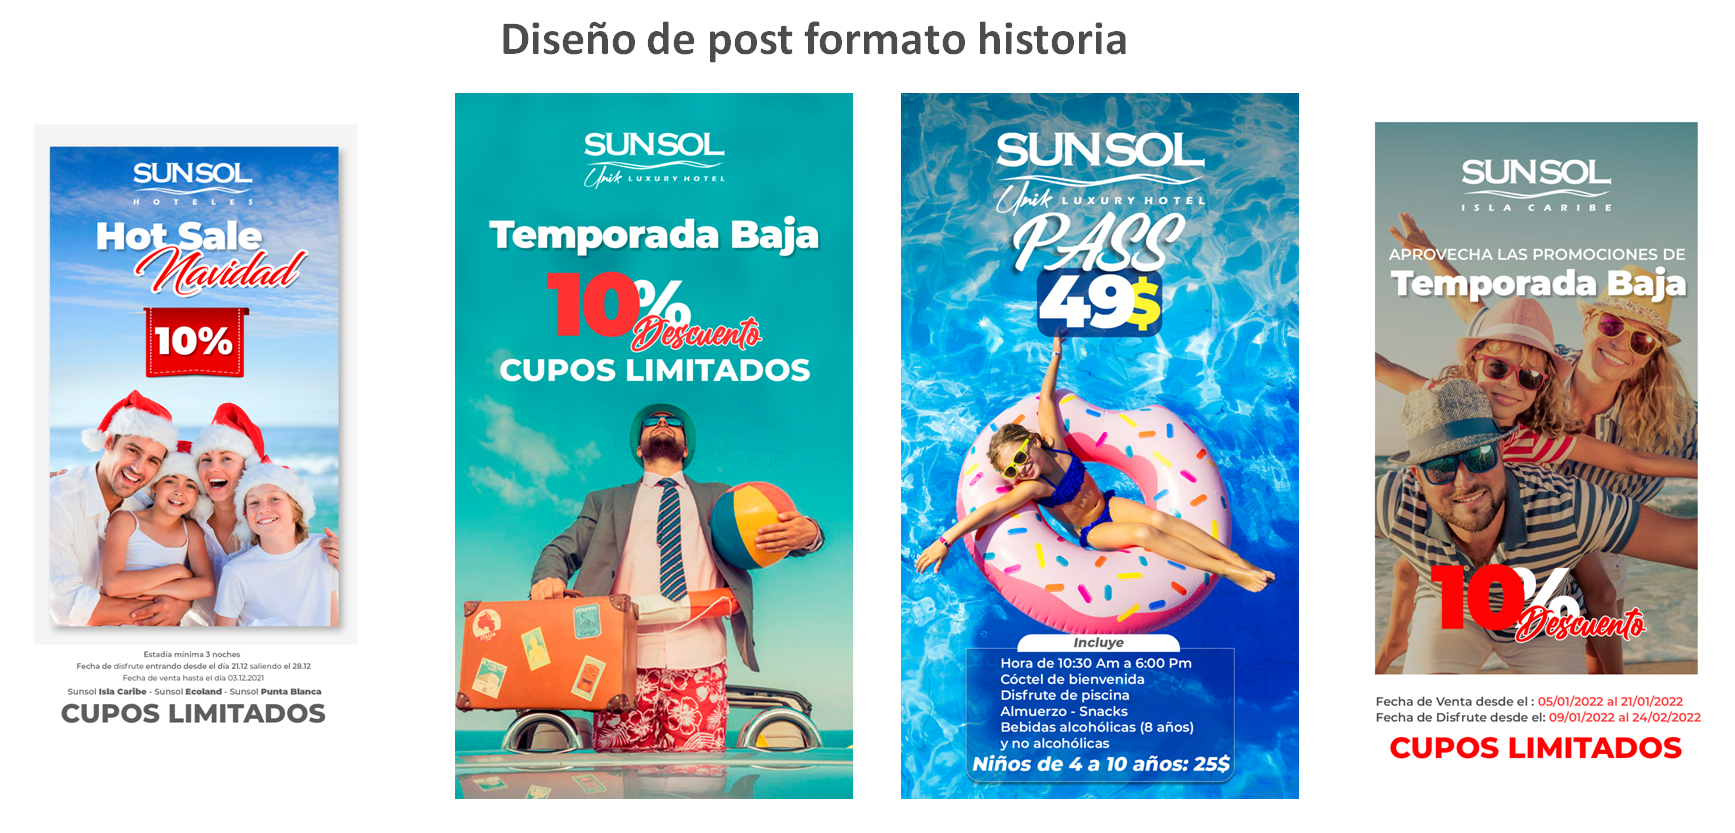 Diseño de post formato historia
SUNSOL
HOTELES
Hot Sale
Navidad
10%
Estadía mínima 3 noches
Fecha de disfrute entrando desde el día 21.12 saliendo el 28.12
Fecha de venta hasta el día 03.12.2021
Sunsol Isla Caribe - Sunsol Ecoland - Sunsol Punta Blanca
CUPOS LIMITADOS
SUNSOL
Unik LUXURY HOTEL
Temporada Baja
10%
Descuento
CUPOS LIMITADOS
ITALIA
SUNSOL
Unik LUXURY HOTEL
PASS
49$
Incluye
Hora de 10:30 Am a 6:00 Pm
Cóctel de bienvenida
Disfrute de piscina
Almuerzo - Snacks
Bebidas alcohólicas (8 años)
y no alcohólicas
Niños de 4 a 10 años: 25$
SUNSOL
ISLA CARIBE
APROVECHA LAS PROMOCIONES DE
Temporada Baja
10%
Descuento
Fecha de Venta desde el : 05/01/2022 al 21/01/2022
Fecha de Disfrute desde el: 09/01/2022 al 24/02/2022
CUPOS LIMITADOS